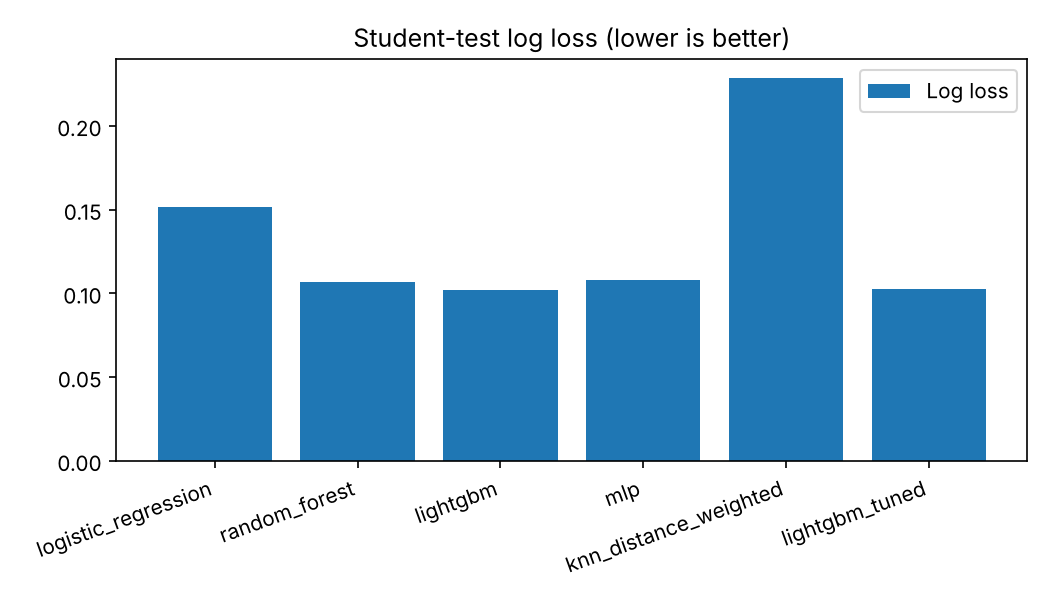 Student-test log loss (lower is better)
Log loss
0.20
0.15
0.10
0.05
0.00
logistic_regression
random_forest
lightgbm
mlp
knn_distance_weighted
lightgbm_tuned